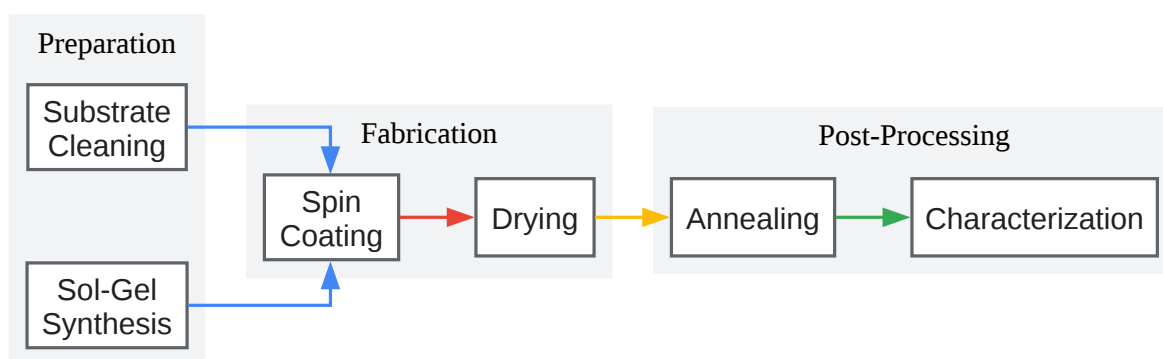 Preparation
Substrate
Cleaning
Sol-Gel
Synthesis
Fabrication
Spin
Coating
Drying
Post-Processing
Annealing
Characterization